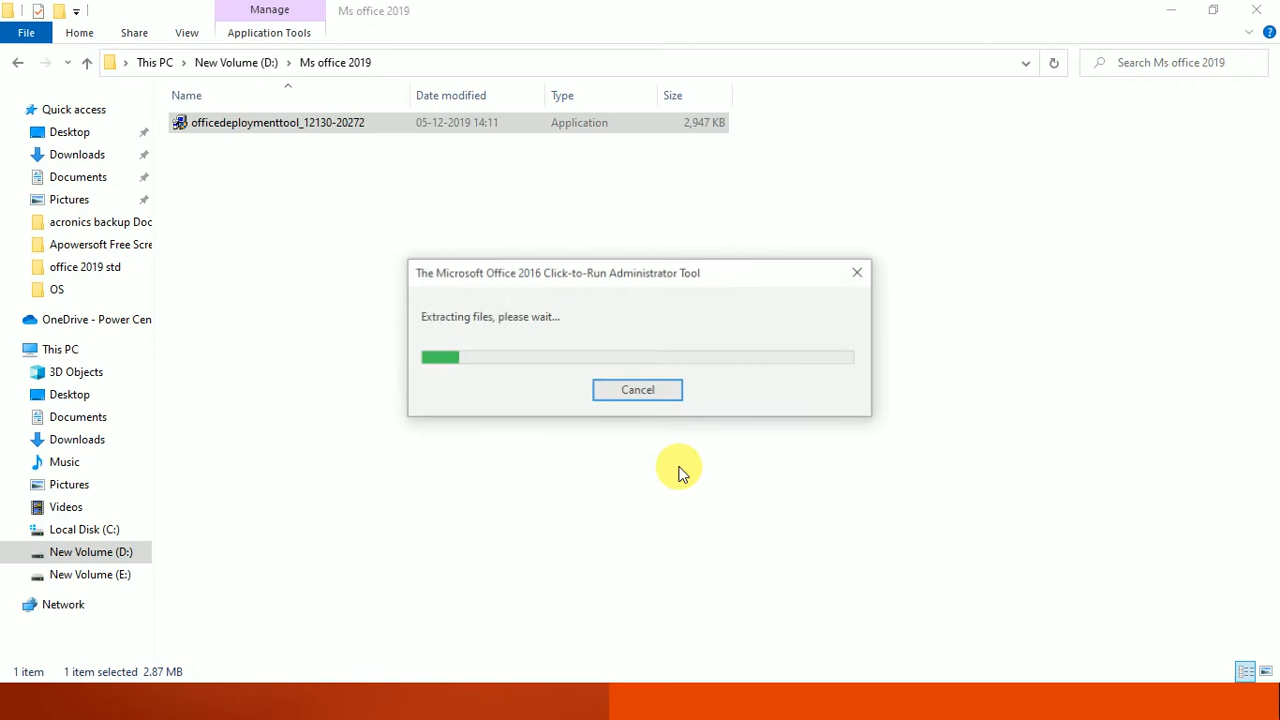 Manage
Ms office 2019
File
Home
Share
View
Application Tools
This PC
New Volume (D:)
Ms office 2019
Search Ms office 2019
Name
Date modified
Type
Size
officedeploymenttool_12130-20272
05-12-2019 14:11
Application
2,947 KB
Quick access
Desktop
Downloads
Documents
Pictures
acronics backup Doc
Apowersoft Free Scre
office 2019 std
OS
OneDrive - Power Cen
This PC
3D Objects
Desktop
Documents
Downloads
Music
Pictures
Videos
Local Disk (C:)
New Volume (D:)
New Volume (E:)
Network
The Microsoft Office 2016 Click-to-Run Administrator Tool
Extracting files, please wait...
Cancel
1 item
1 item selected 2.87 MB